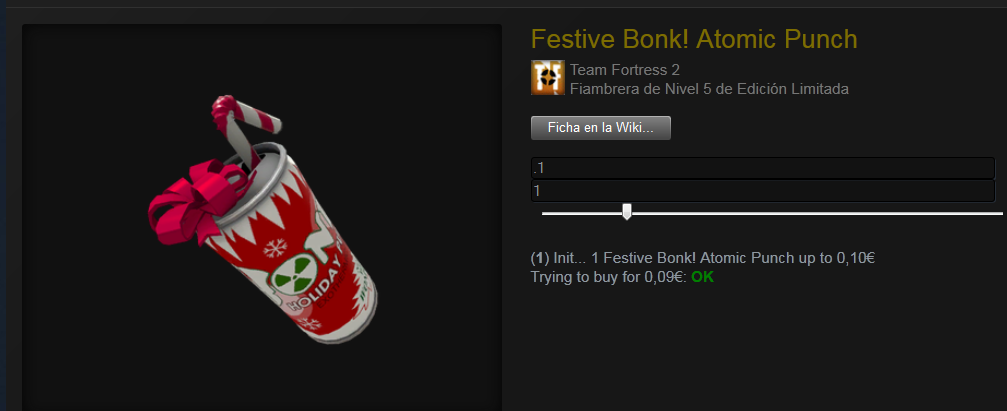 Festive Bonk! Atomic Punch
Team Fortress 2
Fiambrera de Nivel 5 de Edición Limitada
Ficha en la Wiki...
.1
1
(1) Init... 1 Festive Bonk! Atomic Punch up to 0,10€
Trying to buy for 0,09€: OK
HOLIDAY